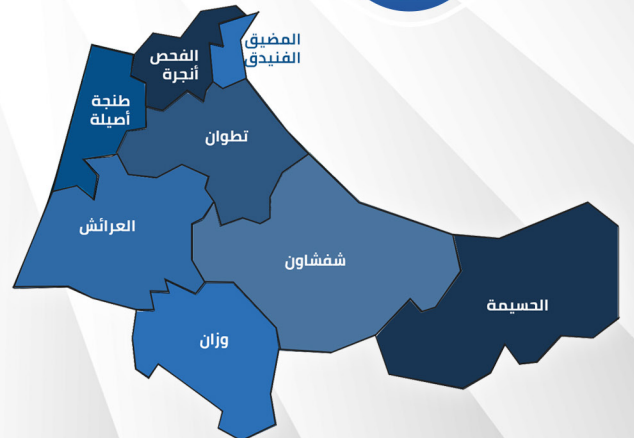 المضيق
الفنيدق
الفحص
أنجرة
طنجة
أصيلة
تطوان
العرائش
شفشاون
الحسيمة
وزان